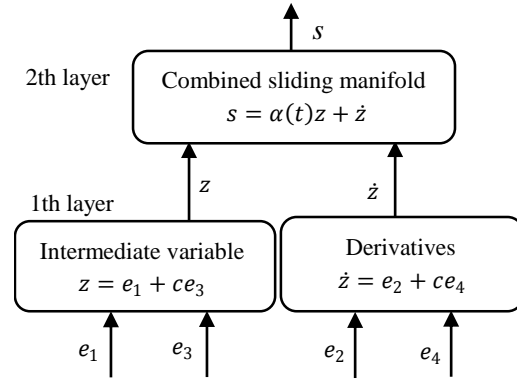 s
2th layer
Combined sliding manifold
s = α(t)z + ż
z
ż
1th layer
Intermediate variable
z = e₁ + ce₃
Derivatives
ż = e₂ + ce₄
e₁
e₃
e₂
e₄